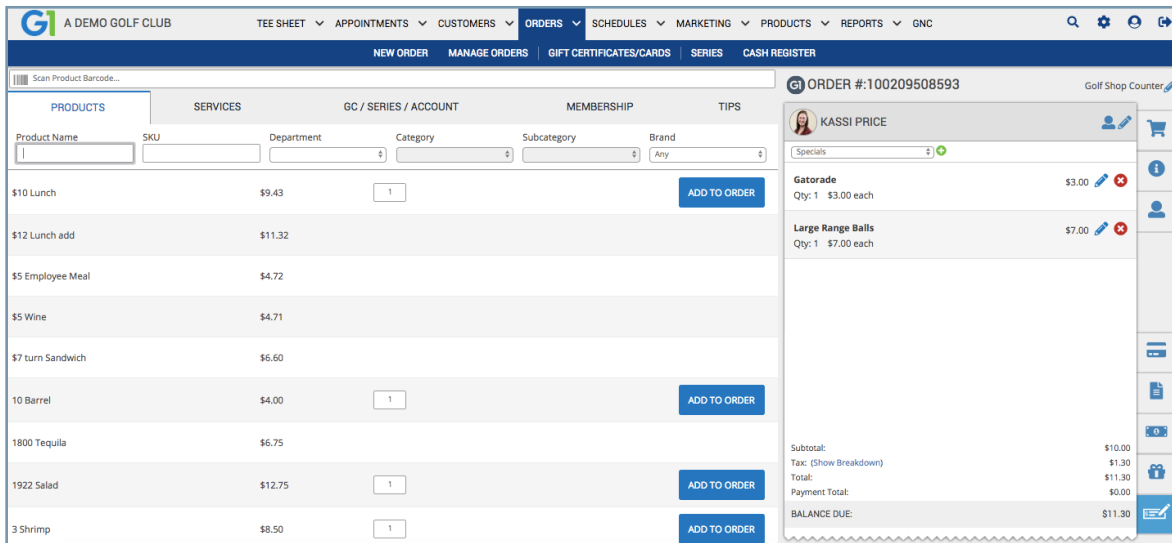 G1 A DEMO GOLF CLUB
TEE SHEET APPOINTMENTS CUSTOMERS ORDERS SCHEDULES MARKETING PRODUCTS REPORTS GNC
NEW ORDER MANAGE ORDERS GIFT CERTIFICATES/CARDS SERIES CASH REGISTER
Scan Product Barcode...
PRODUCTS SERVICES GC / SERIES / ACCOUNT MEMBERSHIP TIPS
Product Name SKU Department Category Subcategory Brand
Any
$10 Lunch $9.43 1 ADD TO ORDER
$12 Lunch add $11.32
$5 Employee Meal $4.72
$5 Wine $4.71
$7 turn Sandwich $6.60
10 Barrel $4.00 1 ADD TO ORDER
1800 Tequila $6.75
1922 Salad $12.75 1 ADD TO ORDER
3 Shrimp $8.50 1 ADD TO ORDER
G1 ORDER #:100209508593 Golf Shop Counter
KASSI PRICE
Specials
Gatorade $3.00
Qty: 1 $3.00 each
Large Range Balls $7.00
Qty: 1 $7.00 each
Subtotal: $10.00
Tax: (Show Breakdown) $1.30
Total: $11.30
Payment Total: $0.00
BALANCE DUE: $11.30